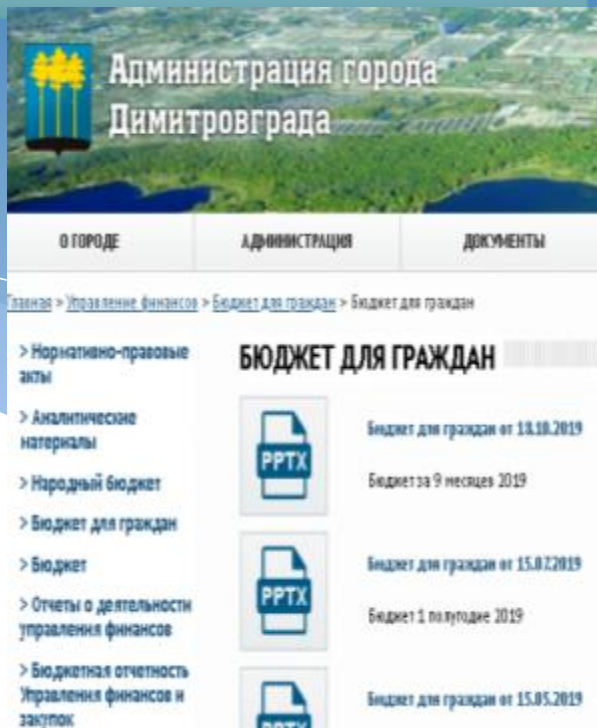 Администрация города
Димитровграда
О ГОРОДЕ
АДМИНИСТРАЦИЯ
ДОКУМЕНТЫ
Главная > Управление финансов > Бюджет для граждан > Бюджет для граждан
> Нормативно-правовые
акты
> Аналитические
материалы
> Народный бюджет
> Бюджет для граждан
> Бюджет
> Отчеты о деятельности
управления финансов
> Бюджетная отчетность
Управления финансов и
закупок
БЮДЖЕТ ДЛЯ ГРАЖДАН
PPTX
Бюджет для граждан от 18.10.2019
Бюджет за 9 месяцев 2019
PPTX
Бюджет для граждан от 15.07.2019
Бюджет 1 полугодие 2019
PPTX
Бюджет для граждан от 15.05.2019